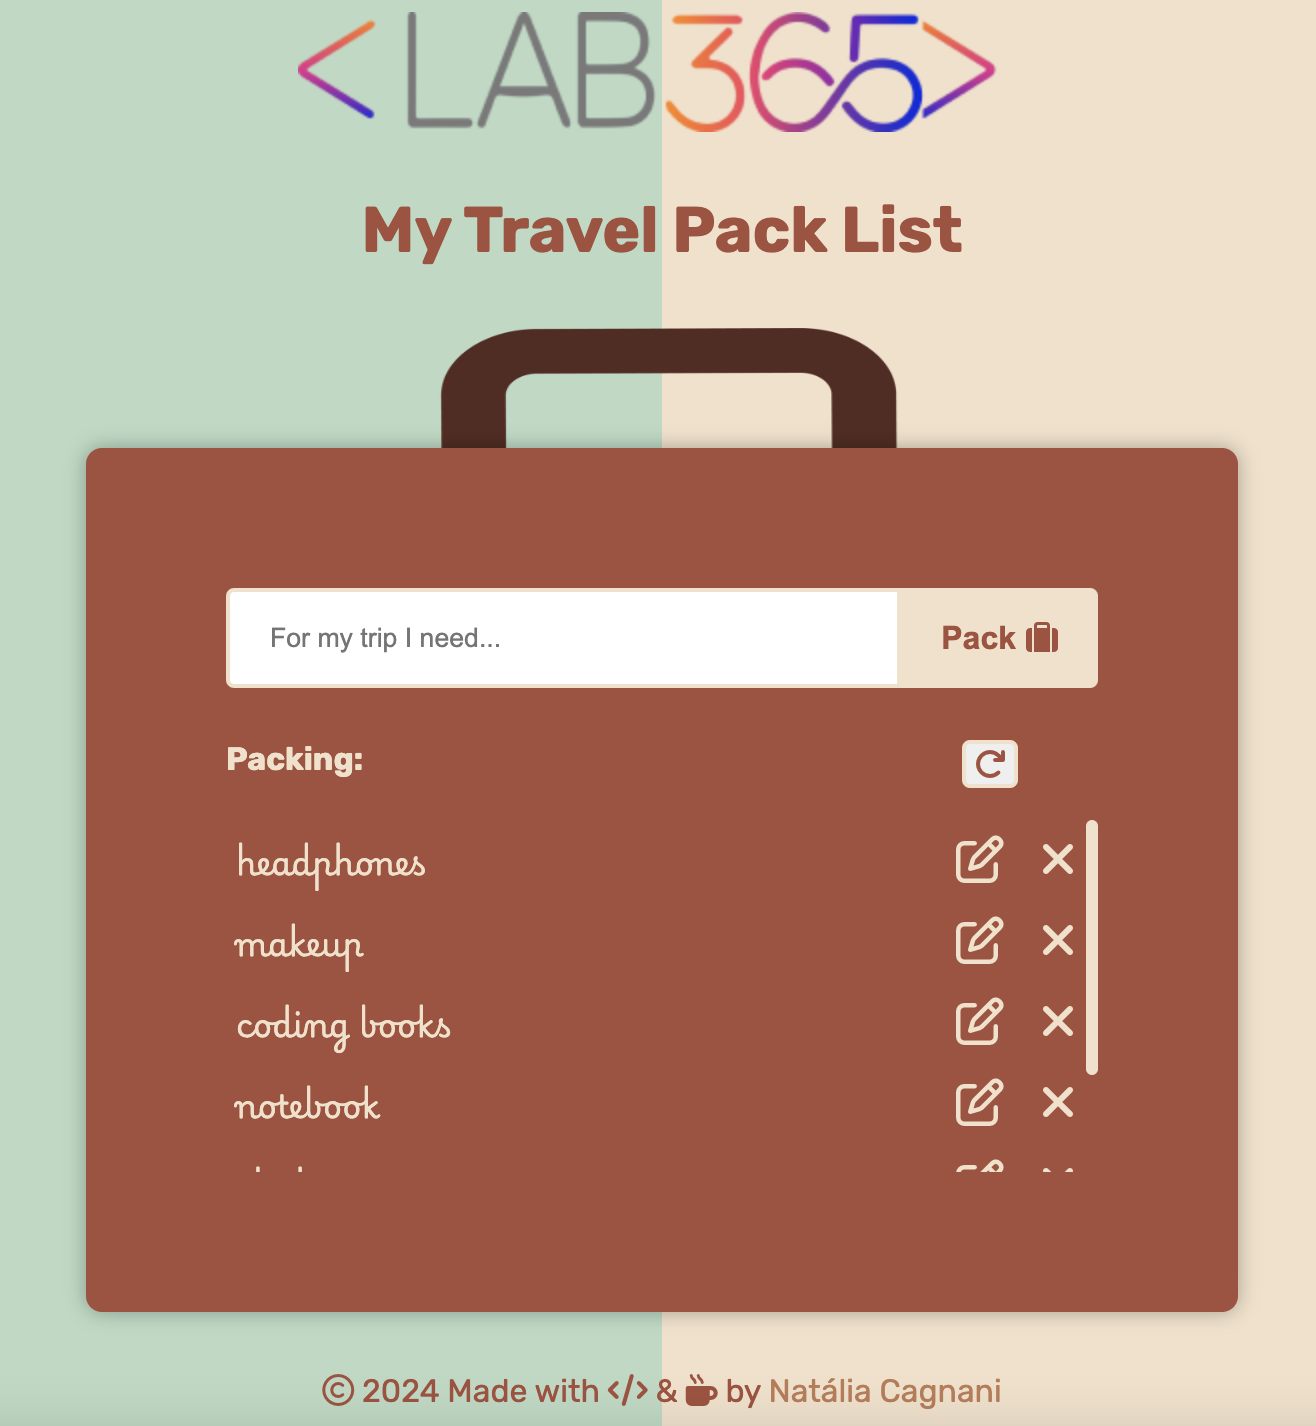 <LAB365>
My Travel Pack List
For my trip I need...
Pack
Packing:
headphones
makeup
coding books
notebook
© 2024 Made with </> & by Natália Cagnani